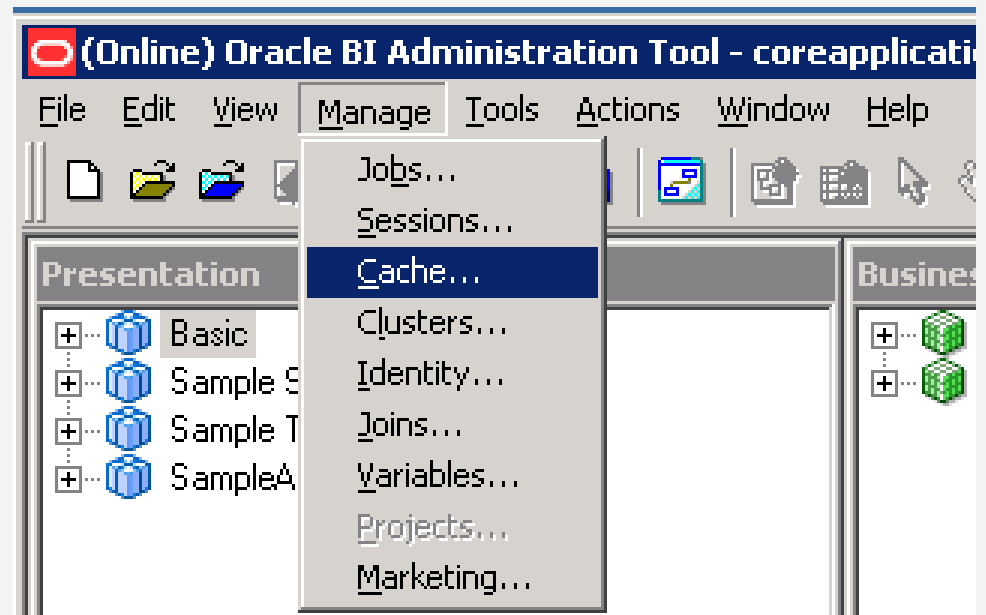 (Online) Oracle BI Administration Tool - coreapplicati
File Edit View Manage Tools Actions Window Help
Jobs...
Sessions...
Cache...
Clusters...
Identity...
Joins...
Variables...
Projects...
Marketing...
Presentation
Basic
Sample S
Sample T
SampleA
Busines